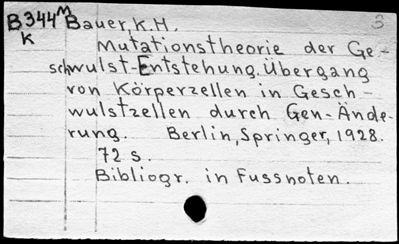 B344M Bauer, K.H. 3
K
Mutationstheorie der Ge-
schwulst-Entstehung. Übergang
von Körperzellen in Gesch-
wulstzellen durch Gen-Ände-
rung. Berlin, Springer, 1928.
72 s.
Bibliogr. in Fussnoten.